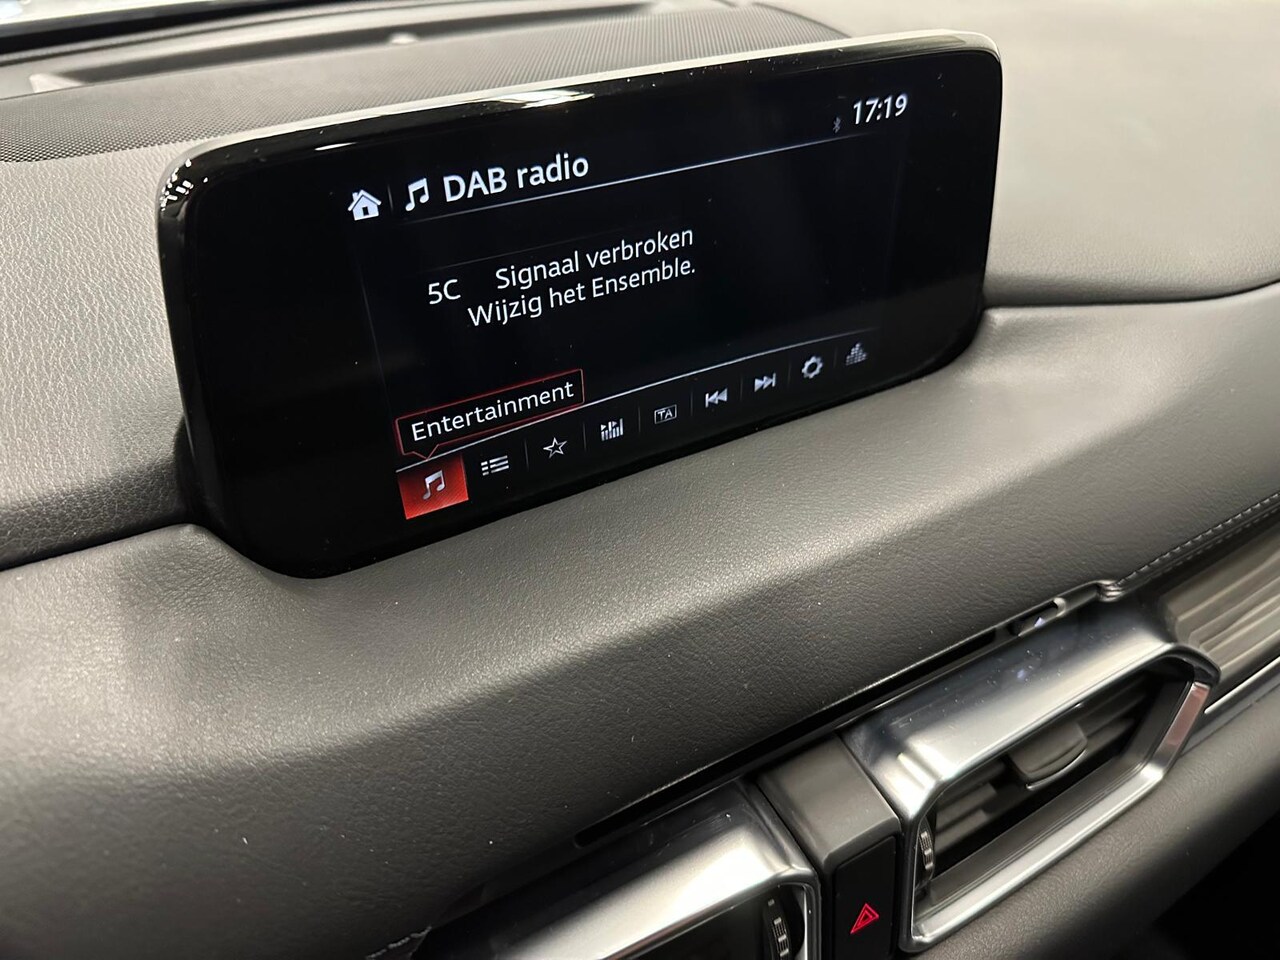 17:19
DAB radio
5C Signaal verbroken
Wijzig het Ensemble.
Entertainment
TA